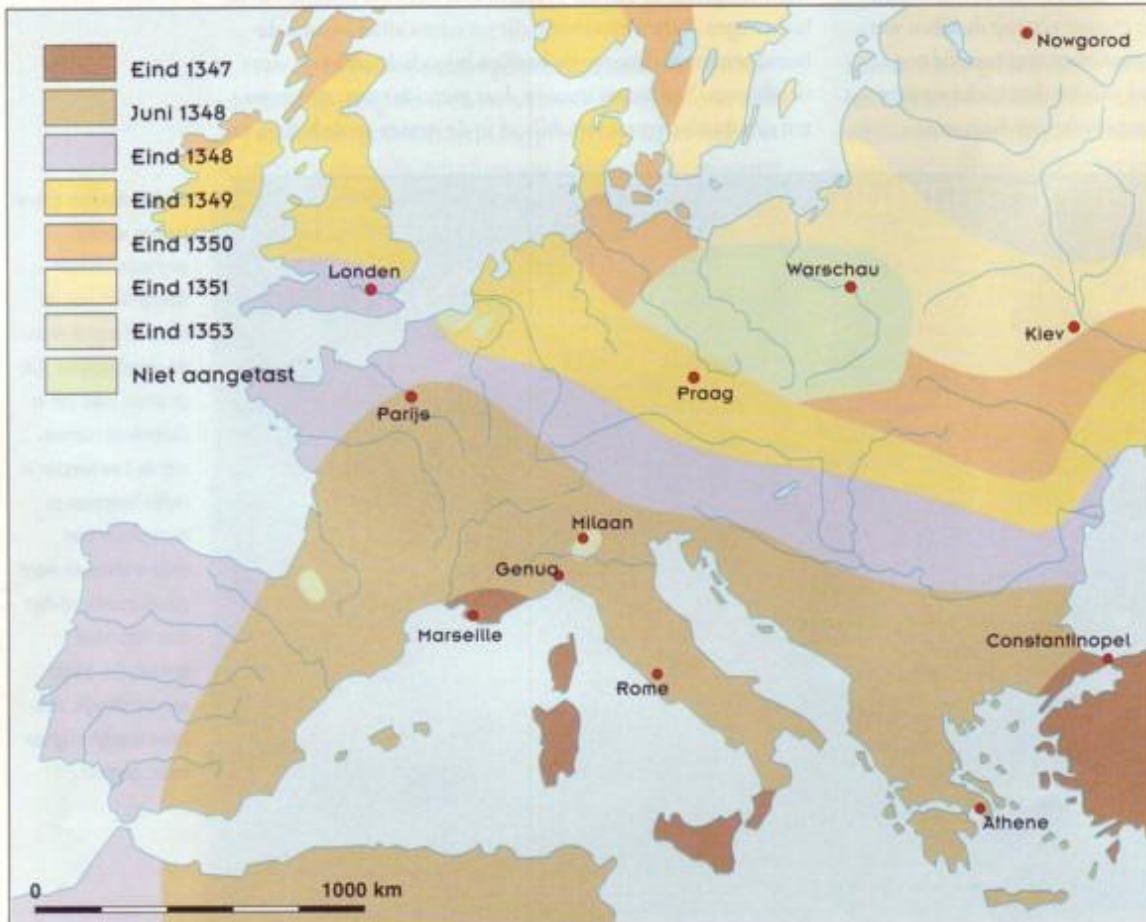 Eind 1347
Juni 1348
Eind 1348
Eind 1349
Eind 1350
Eind 1351
Eind 1353
Niet aangetast
Nowgorod
Londen
Warschau
Kiev
Praag
Parijs
Milaan
Genua
Marseille
Constantinopel
Rome
Athene
0
1000 km